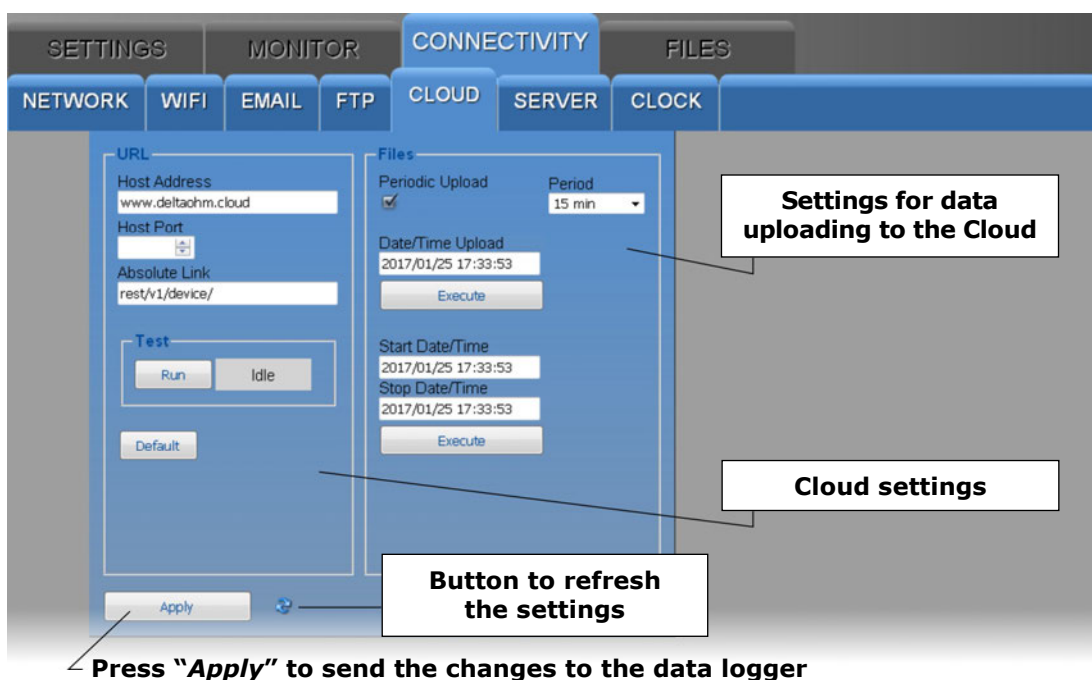 SETTINGS MONITOR CONNECTIVITY FILES
NETWORK WIFI EMAIL FTP CLOUD SERVER CLOCK
URL
Host Address
www.deltaohm.cloud
Host Port
Absolute Link
rest/v1/device/
Test
Run Idle
Default
Files
Periodic Upload Period
15 min
Date/Time Upload
2017/01/25 17:33:53
Execute
Start Date/Time
2017/01/25 17:33:53
Stop Date/Time
2017/01/25 17:33:53
Execute
Settings for data
uploading to the Cloud
Cloud settings
Button to refresh
the settings
Apply
Press “Apply” to send the changes to the data logger